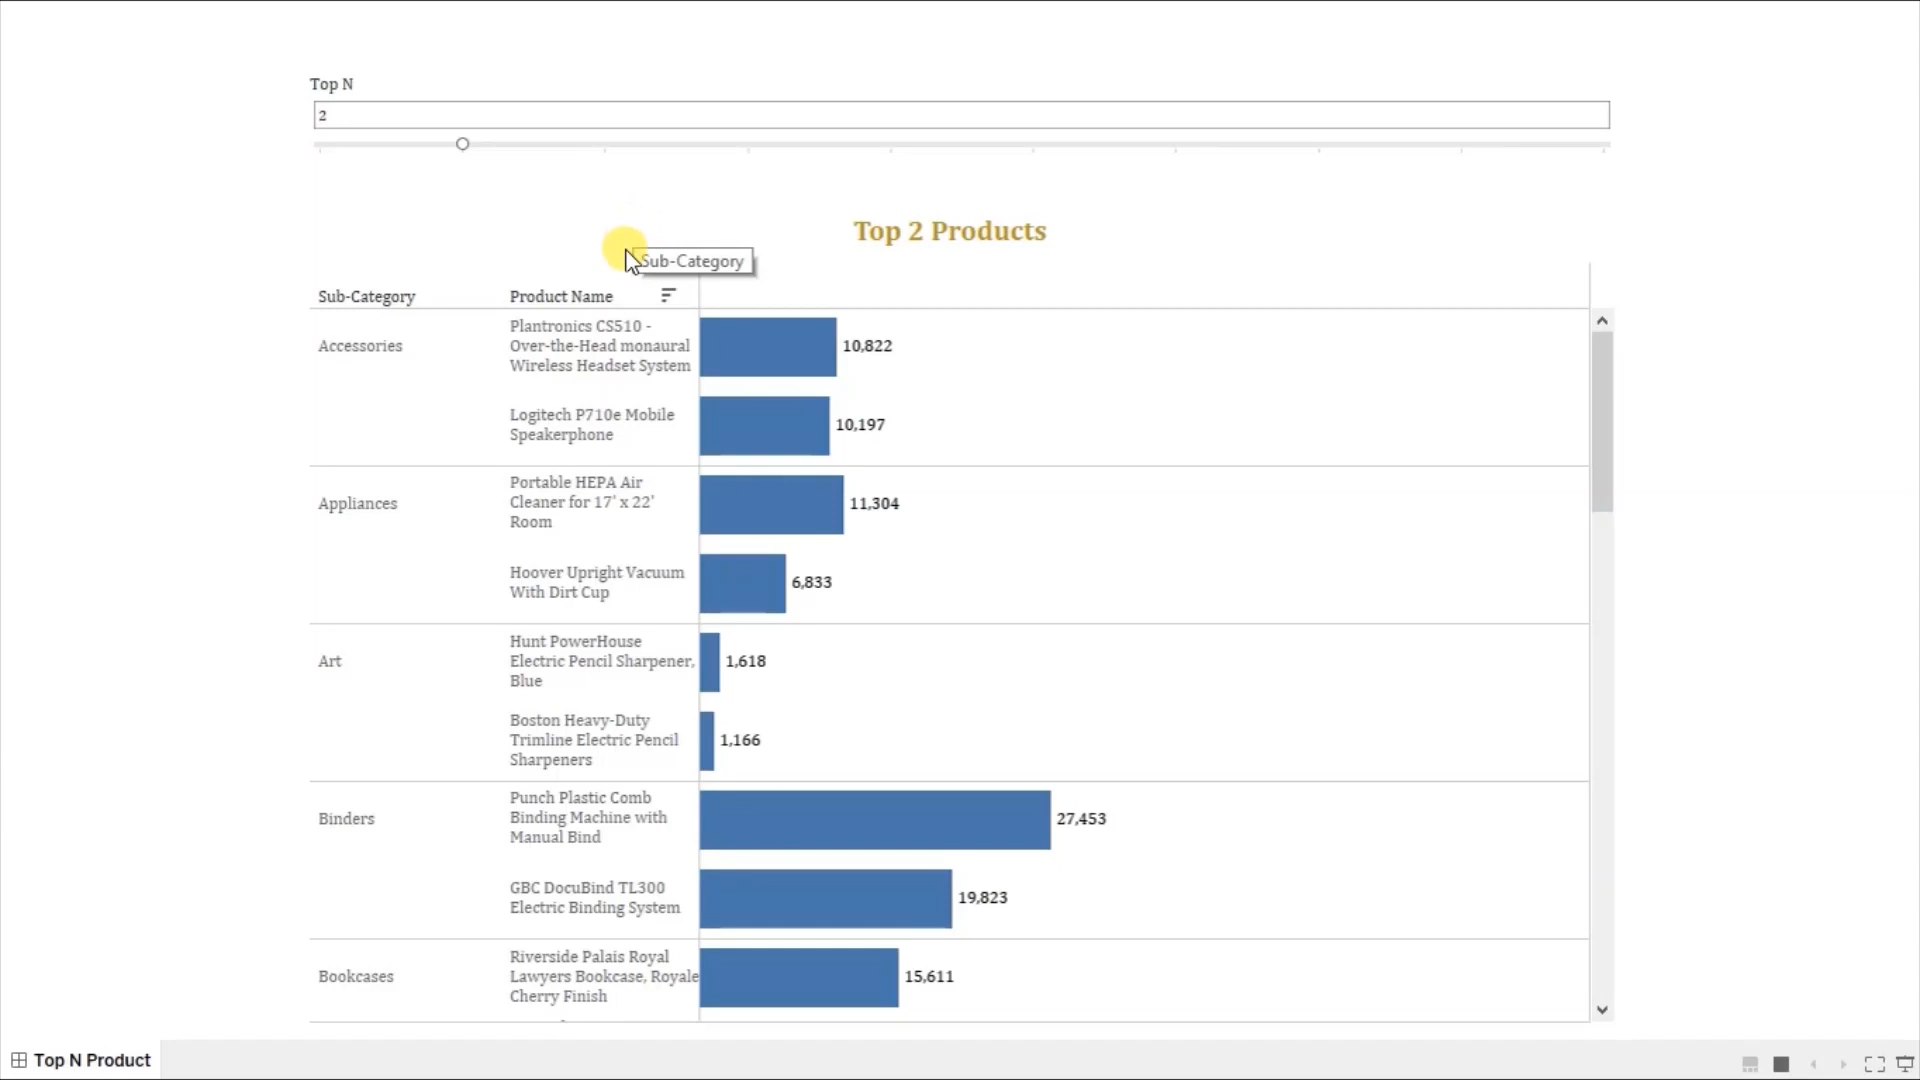 Top N
2
Top 2 Products
Sub-Category
Sub-Category Product Name
Accessories
Plantronics CS510 -
Over-the-Head monaural
Wireless Headset System
10,822
Logitech P710e Mobile
Speakerphone
10,197
Appliances
Portable HEPA Air
Cleaner for 17' x 22'
Room
11,304
Hoover Upright Vacuum
With Dirt Cup
6,833
Art
Hunt PowerHouse
Electric Pencil Sharpener,
Blue
1,618
Boston Heavy-Duty
Trimline Electric Pencil
Sharpeners
1,166
Binders
Punch Plastic Comb
Binding Machine with
Manual Bind
27,453
GBC DocuBind TL300
Electric Binding System
19,823
Bookcases
Riverside Palais Royal
Lawyers Bookcase, Royale
Cherry Finish
15,611
Top N Product